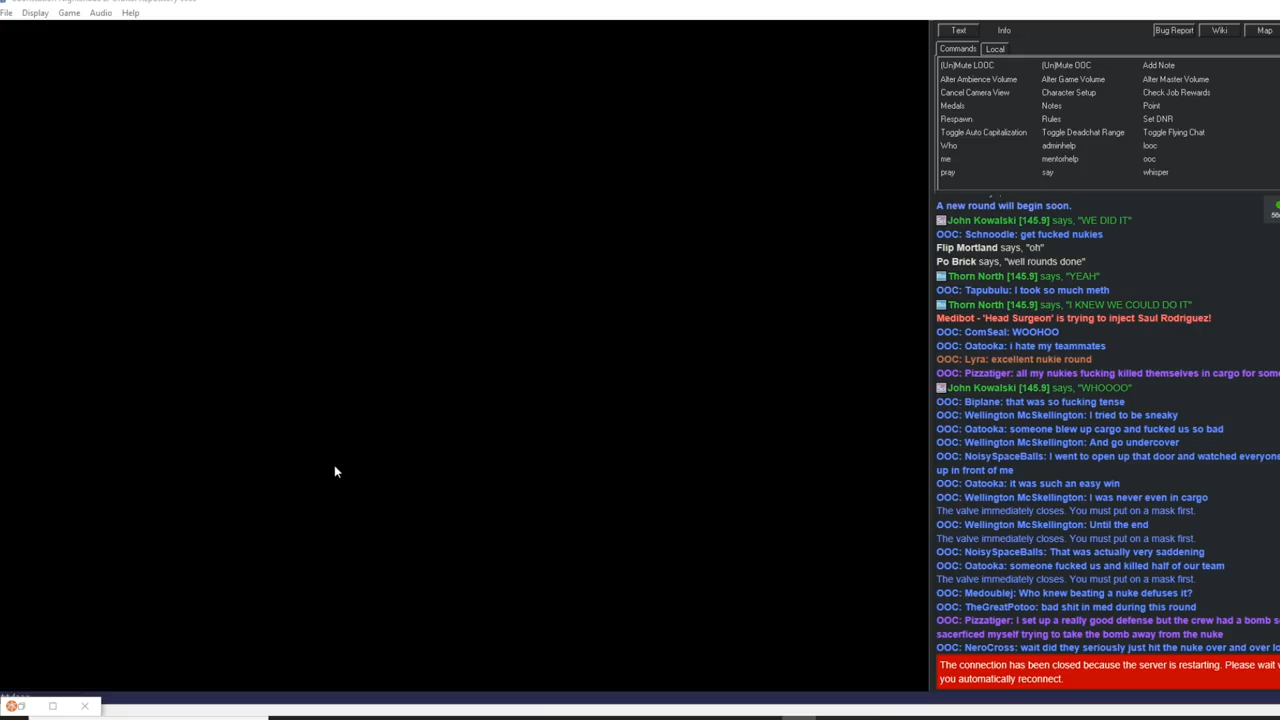 File Display Game Audio Help
Text Info Bug Report Wiki Map
Commands Local
(Un)Mute LOOC (Un)Mute OOC Add Note
Alter Ambience Volume Alter Game Volume Alter Master Volume
Cancel Camera View Character Setup Check Job Rewards
Medals Notes Point
Respawn Rules Set DNR
Toggle Auto Capitalization Toggle Deadchat Range Toggle Flying Chat
Who adminhelp looc
me mentorhelp ooc
pray say whisper
A new round will begin soon.
John Kowalski [145.9] says, "WE DID IT"
OOC: Schnoodle: get fucked nukies
Flip Mortland says, "oh"
Po Brick says, "well rounds done"
Thorn North [145.9] says, "YEAH"
OOC: Tapubulu: I took so much meth
Thorn North [145.9] says, "I KNEW WE COULD DO IT"
Medibot - 'Head Surgeon' is trying to inject Saul Rodriguez!
OOC: ComSeal: WOOHOO
OOC: Oatooka: i hate my teammates
OOC: Lyra: excellent nukie round
OOC: Pizzatiger: all my nukies fucking killed themselves in cargo for
John Kowalski [145.9] says, "WHOOOO"
OOC: Biplane: that was so fucking tense
OOC: Wellington McSkellington: I tried to be sneaky
OOC: Oatooka: someone blew up cargo and fucked us so bad
OOC: Wellington McSkellington: And go undercover
OOC: NoisySpaceBalls: I went to open up that door and watched everyone
up in front of me
OOC: Oatooka: it was such an easy win
OOC: Wellington McSkellington: I was never even in cargo
The valve immediately closes. You must put on a mask first.
OOC: Wellington McSkellington: Until the end
The valve immediately closes. You must put on a mask first.
OOC: NoisySpaceBalls: That was actually very saddening
OOC: Oatooka: someone fucked us and killed half of our team
The valve immediately closes. You must put on a mask first.
OOC: Medoublej: Who knew beating a nuke defuses it?
OOC: TheGreatPotoo: bad shit in med during this round
OOC: Pizzatiger: I set up a really good defense but the crew had a bomb
sacerficed myself trying to take the bomb away from the nuke
OOC: NeroCross: wait did they seriously just hit the nuke over and over
The connection has been closed because the server is restarting. Please wait
you automatically reconnect.